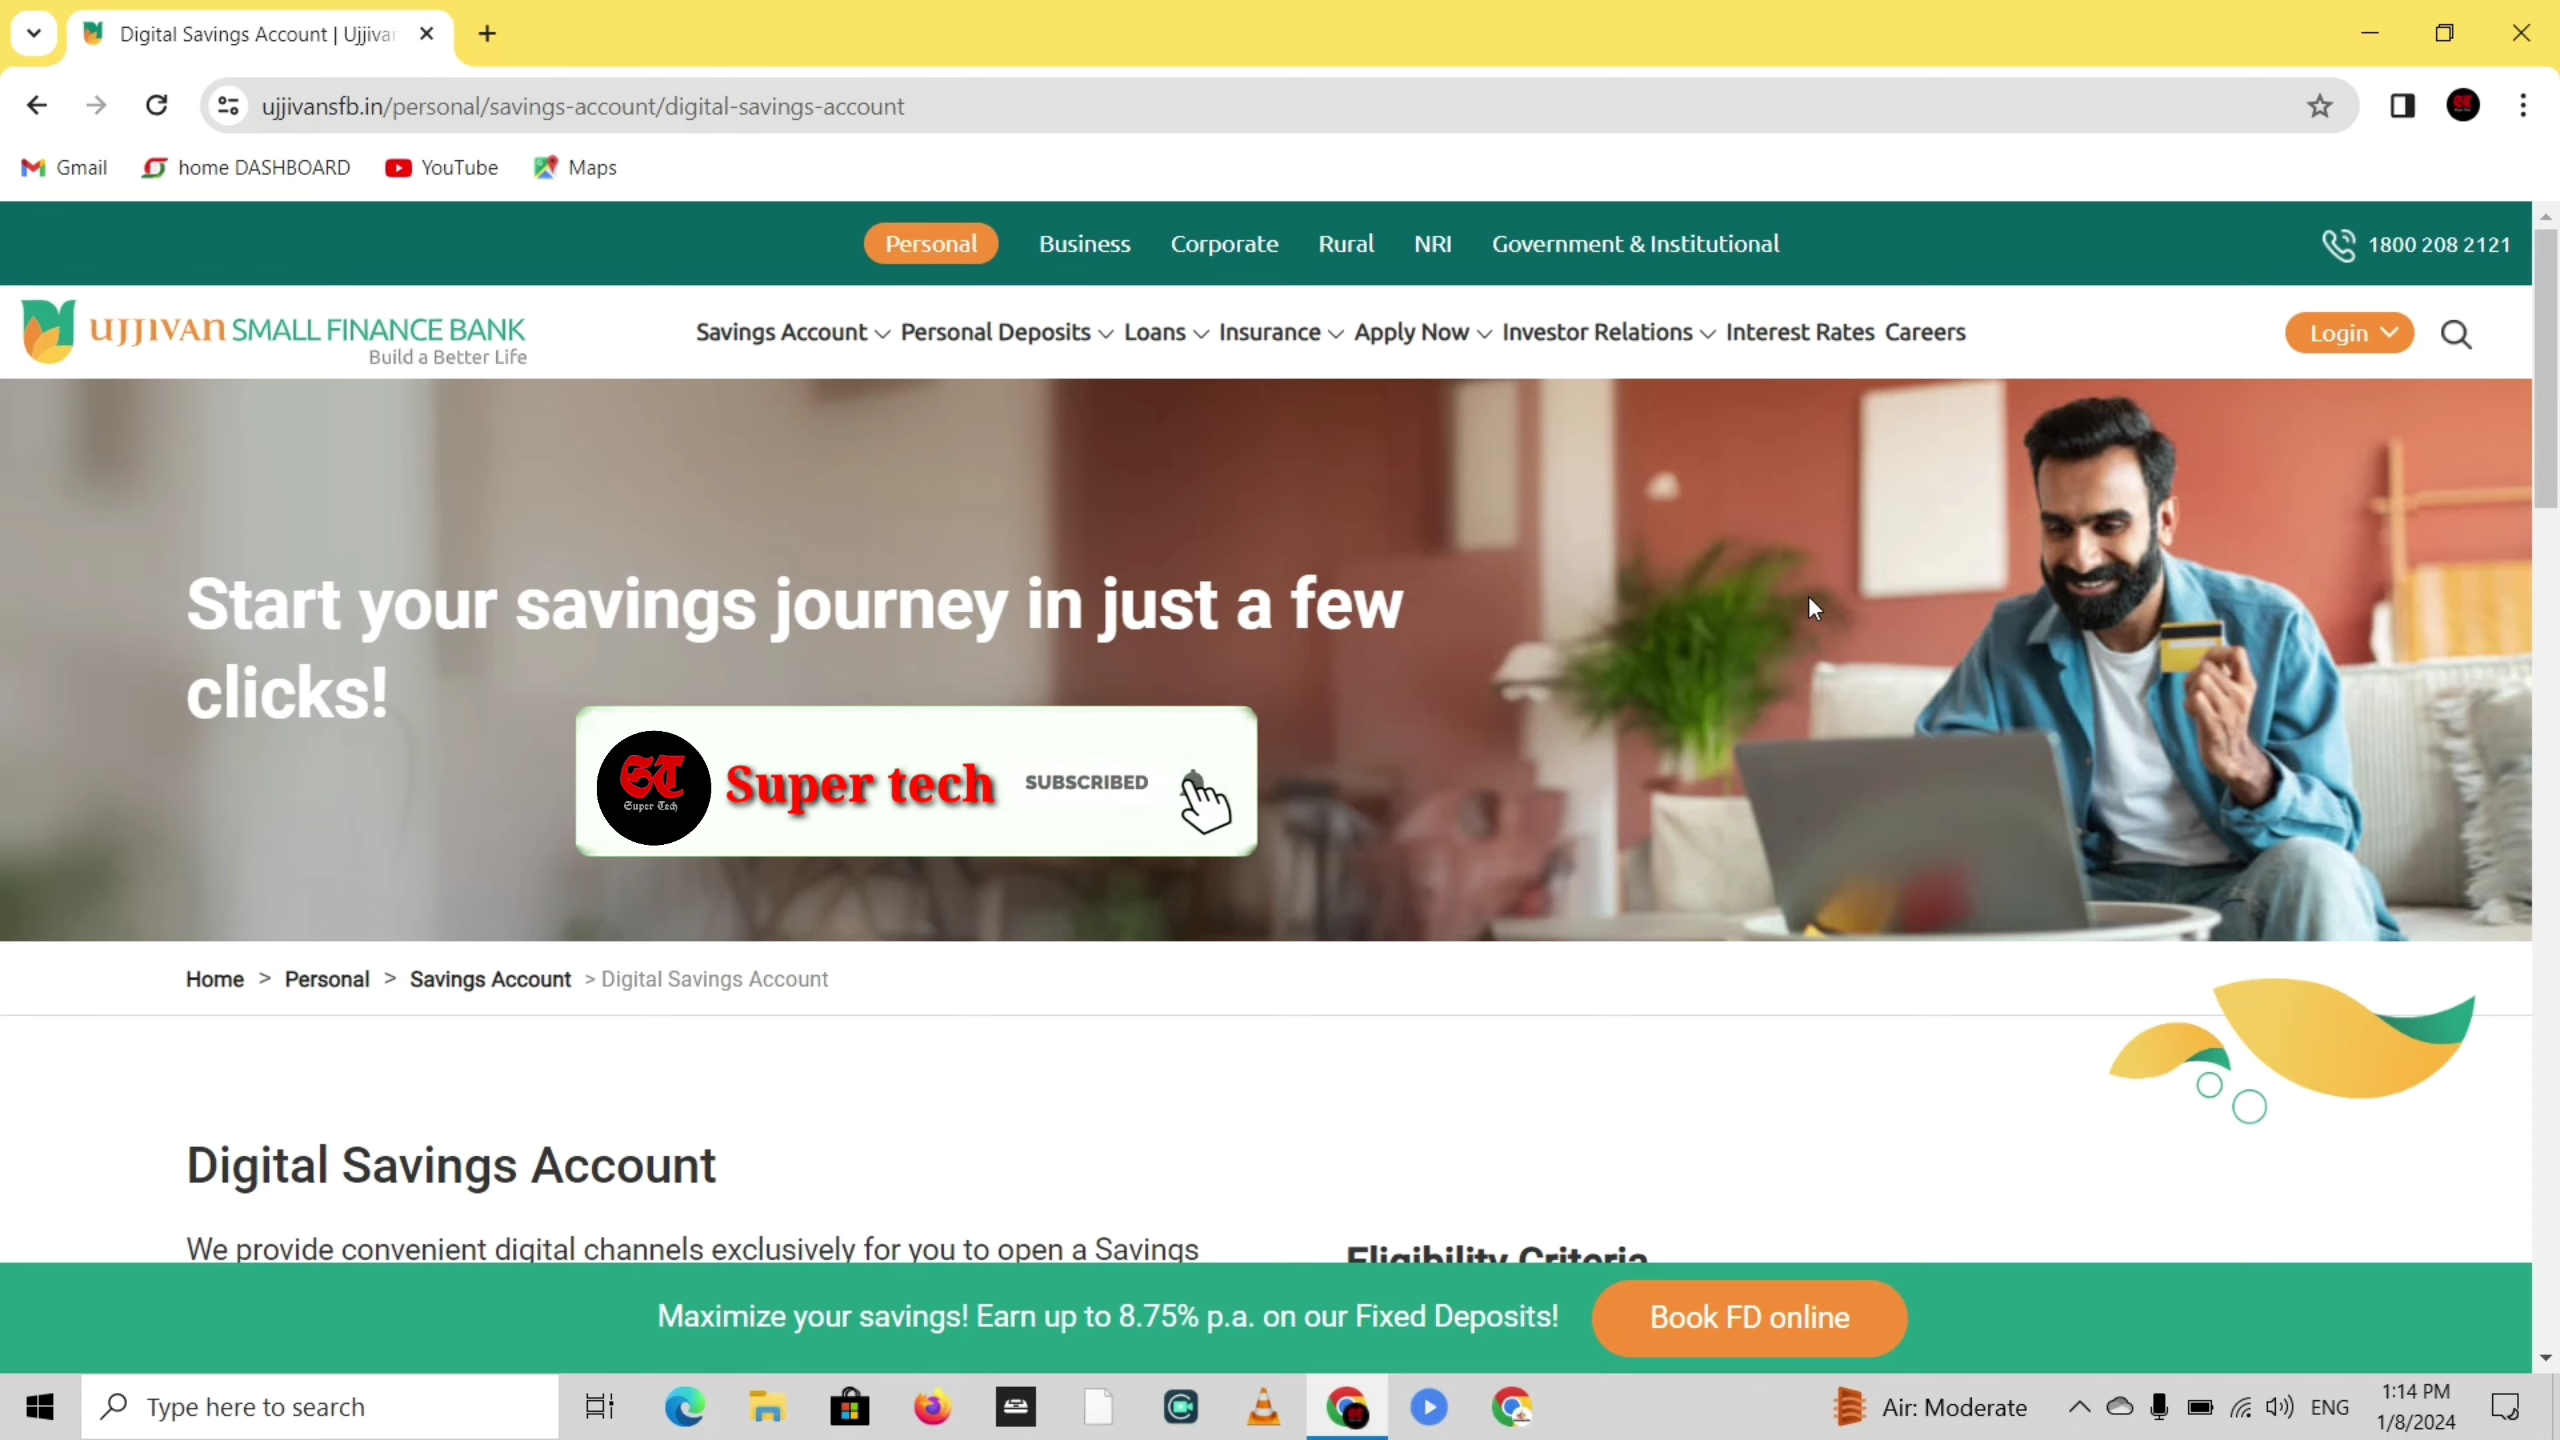 Digital Savings Account | Ujjivan
ujjivansfb.in/personal/savings-account/digital-savings-account
Gmail home DASHBOARD YouTube Maps
Personal Business Corporate Rural NRI Government & Institutional 1800 208 2121
UJJIVAN SMALL FINANCE BANK
Build a Better Life
Savings Account Personal Deposits Loans Insurance Apply Now Investor Relations Interest Rates Careers Login
Start your savings journey in just a few
clicks!
ST
Super Tech
Super tech SUBSCRIBED
Home > Personal > Savings Account > Digital Savings Account
Digital Savings Account
We provide convenient digital channels exclusively for you to open a Savings
Eligibility Criteria
Maximize your savings! Earn up to 8.75% p.a. on our Fixed Deposits! Book FD online
Type here to search
Air: Moderate ENG
1:14 PM
1/8/2024